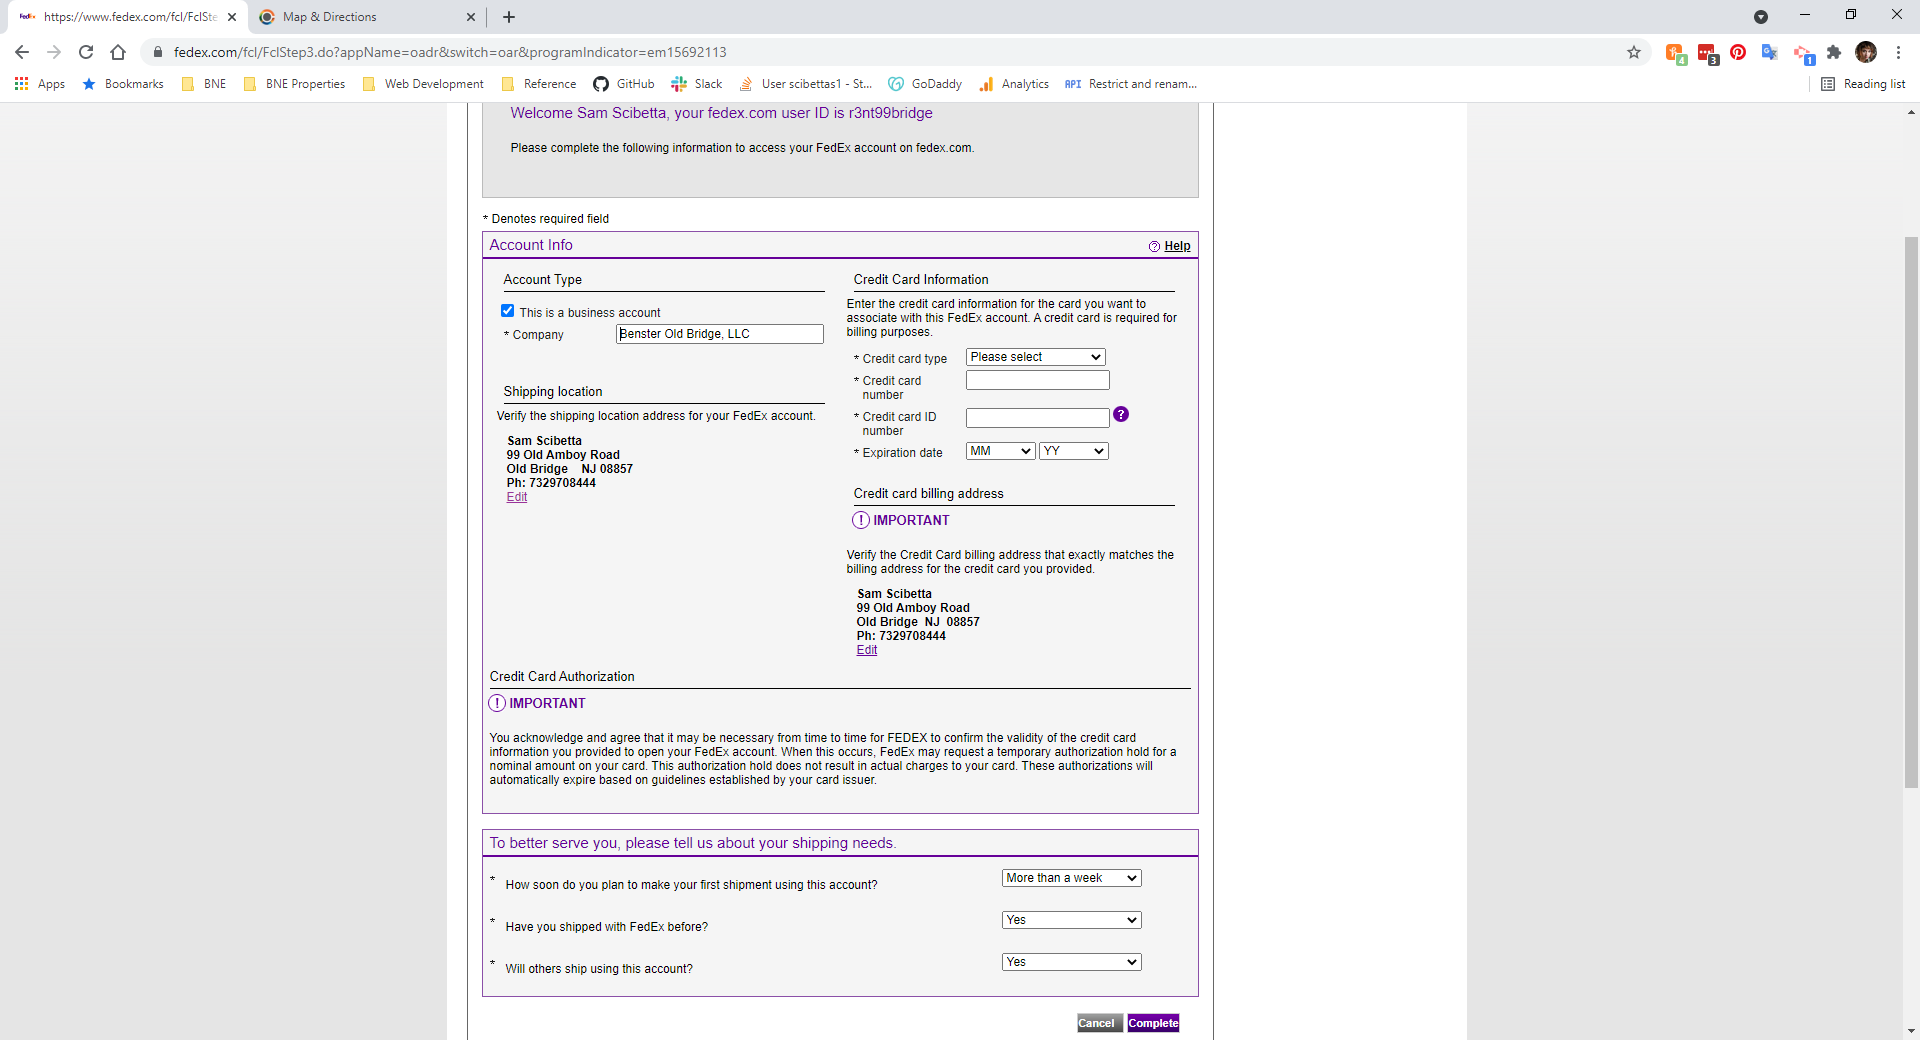 FedEx https://www.fedex.com/fcl/FclSte
Map & Directions
fedex.com/fcl/FclStep3.do?appName=oadr&switch=oar&programIndicator=em15692113
4 3 1
Apps Bookmarks BNE BNE Properties Web Development Reference GitHub Slack User scibettas1 - St... GoDaddy Analytics API Restrict and renam... Reading list
Welcome Sam Scibetta, your fedex.com user ID is r3nt99bridge
Please complete the following information to access your FedEx account on fedex.com.
* Denotes required field
Account Info
? Help
Account Type
This is a business account
* Company Benster Old Bridge, LLC
Shipping location
Verify the shipping location address for your FedEx account.
Sam Scibetta
99 Old Amboy Road
Old Bridge NJ 08857
Ph: 7329708444
Edit
Credit Card Information
Enter the credit card information for the card you want to
associate with this FedEx account. A credit card is required for
billing purposes.
* Credit card type Please select
* Credit card
number
* Credit card ID ?
number
* Expiration date MM YY
Credit card billing address
! IMPORTANT
Verify the Credit Card billing address that exactly matches the
billing address for the credit card you provided.
Sam Scibetta
99 Old Amboy Road
Old Bridge NJ 08857
Ph: 7329708444
Edit
Credit Card Authorization
! IMPORTANT
You acknowledge and agree that it may be necessary from time to time for FEDEX to confirm the validity of the credit card
information you provided to open your FedEx account. When this occurs, FedEx may request a temporary authorization hold for a
nominal amount on your card. This authorization hold does not result in actual charges to your card. These authorizations will
automatically expire based on guidelines established by your card issuer.
To better serve you, please tell us about your shipping needs.
* How soon do you plan to make your first shipment using this account? More than a week
* Have you shipped with FedEx before? Yes
* Will others ship using this account? Yes
Cancel Complete